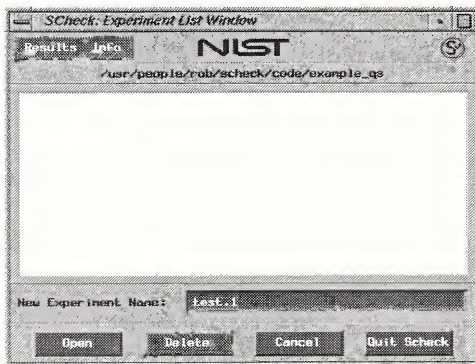 SCheck: Experiment List Window
Results Info
NIST
S
/usr/people/rob/scheck/code/example_qs
New Experiment Name: test.1
Open Delete Cancel Quit Scheck